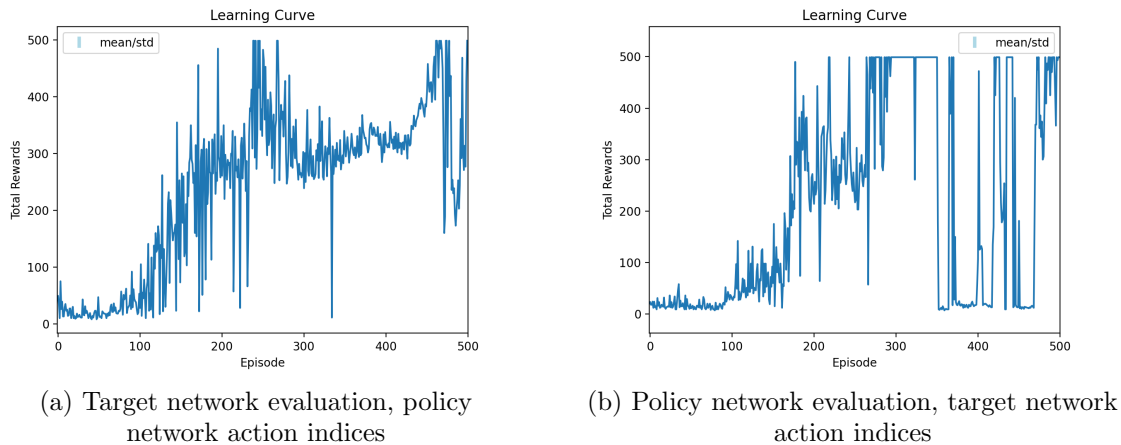 Learning Curve
mean/std
500
400
300
200
100
0
Total Rewards
0 100 200 300 400 500
Episode
(a) Target network evaluation, policy
network action indices
Learning Curve
mean/std
500
400
300
200
100
0
Total Rewards
0 100 200 300 400 500
Episode
(b) Policy network evaluation, target network
action indices